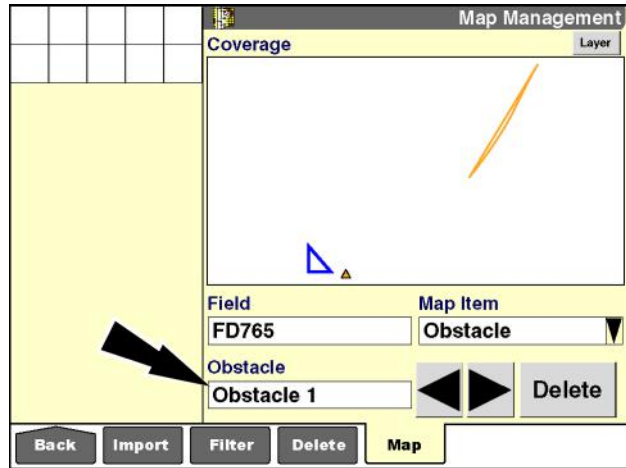 Map Management
Coverage
Layer
Field
Map Item
FD765
Obstacle
Obstacle
Obstacle 1
Delete
Back
Import
Filter
Delete
Map